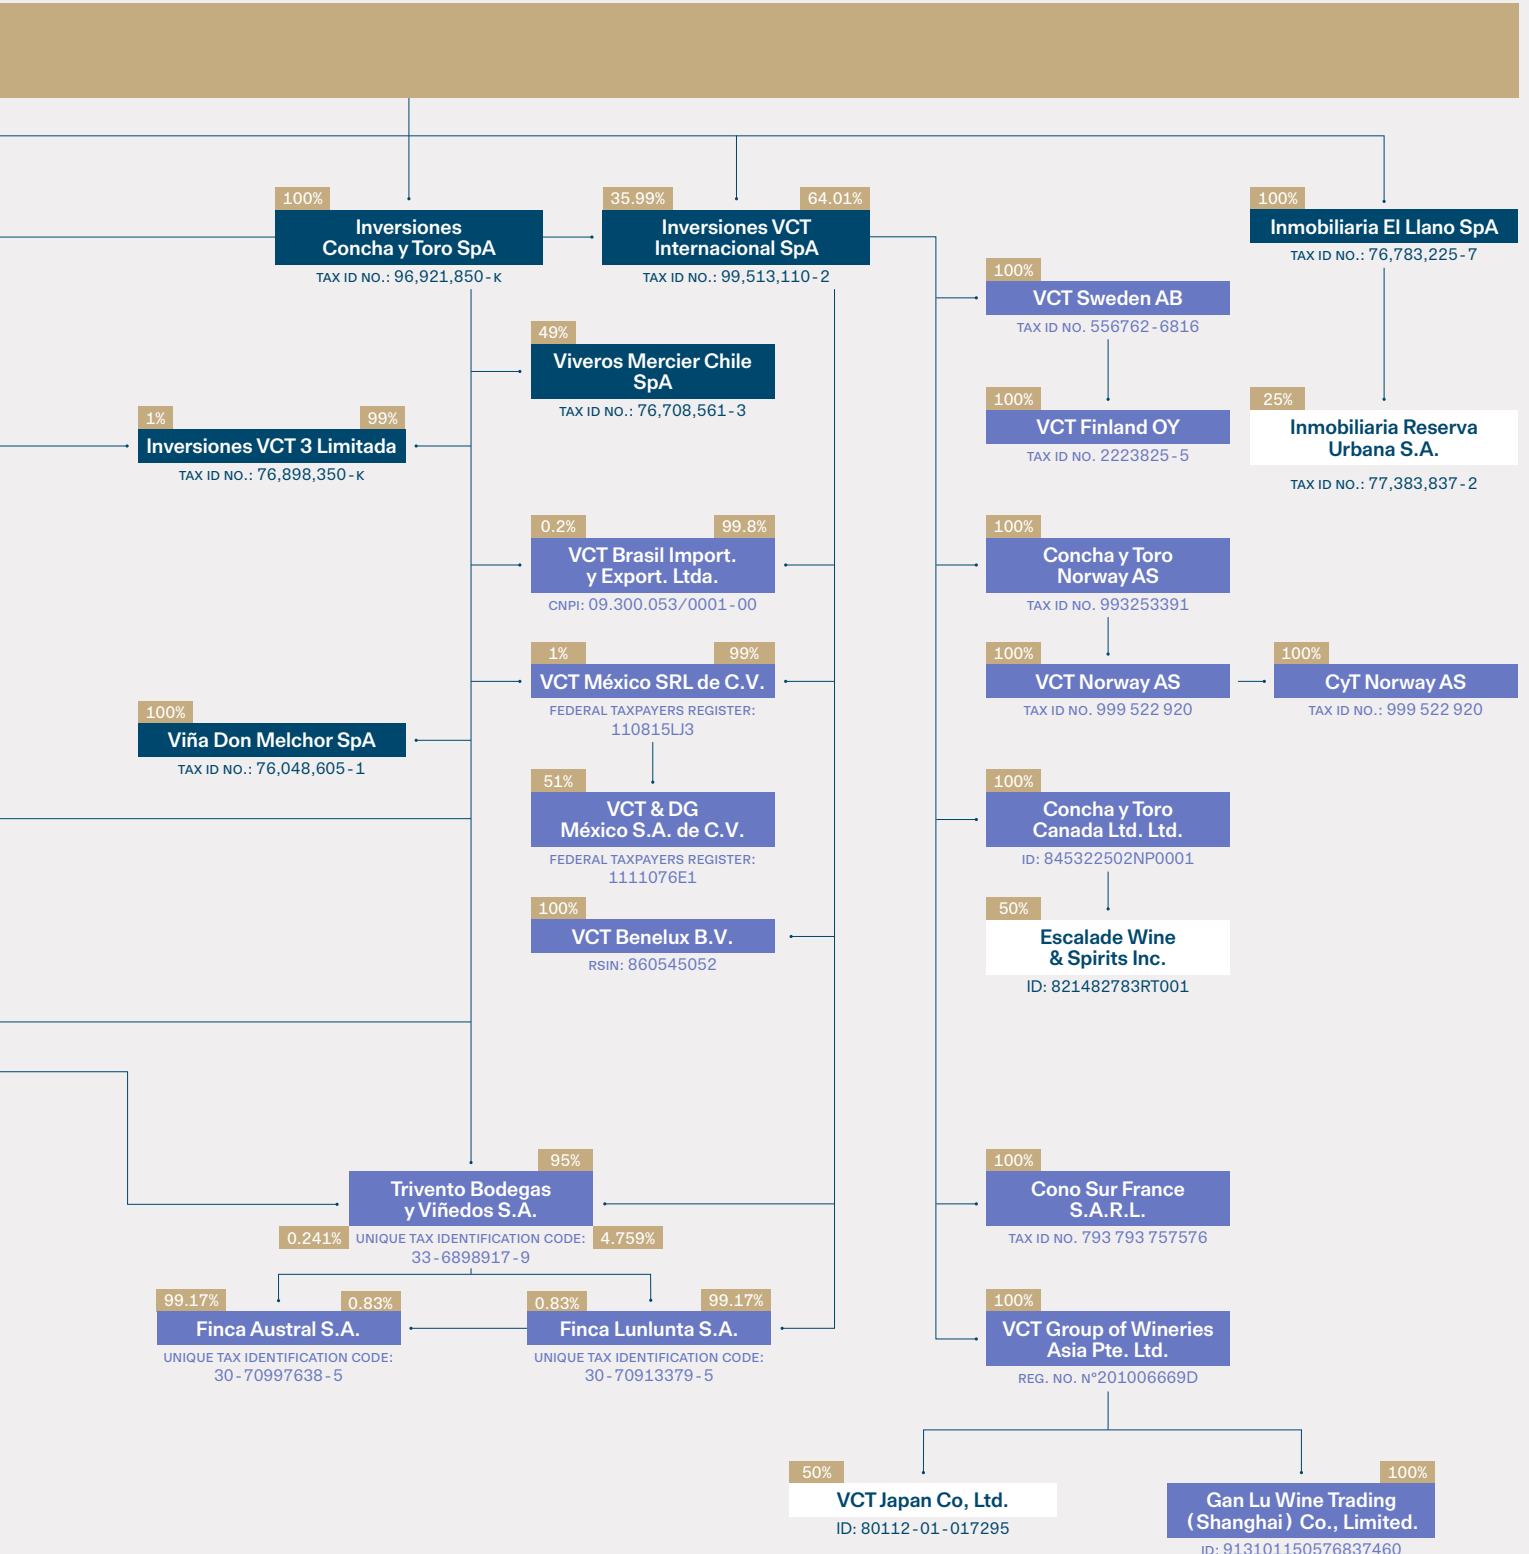 100%
Inversiones
Concha y Toro SpA
TAX ID NO.: 96,921,850-K
35.99%
64.01%
Inversiones VCT
Internacional SpA
TAX ID NO.: 99,513,110-2
100%
Inmobiliaria El Llano SpA
TAX ID NO.: 76,783,225-7
100%
VCT Sweden AB
TAX ID NO. 556762-6816
49%
Viveros Mercier Chile
SpA
TAX ID NO.: 76,708,561-3
1%
99%
Inversiones VCT 3 Limitada
TAX ID NO.: 76,898,350-K
100%
VCT Finland OY
TAX ID NO. 2223825-5
25%
Inmobiliaria Reserva
Urbana S.A.
TAX ID NO.: 77,383,837-2
0.2%
99.8%
VCT Brasil Import.
y Export. Ltda.
CNPI: 09.300.053/0001-00
100%
Concha y Toro
Norway AS
TAX ID NO. 993253391
1%
99%
VCT México SRL de C.V.
FEDERAL TAXPAYERS REGISTER:
110815LJ3
100%
VCT Norway AS
TAX ID NO. 999 522 920
100%
CyT Norway AS
TAX ID NO.: 999 522 920
100%
Viña Don Melchor SpA
TAX ID NO.: 76,048,605-1
51%
VCT & DG
México S.A. de C.V.
FEDERAL TAXPAYERS REGISTER:
1111076E1
100%
Concha y Toro
Canada Ltd. Ltd.
ID: 845322502NP0001
100%
VCT Benelux B.V.
RSIN: 860545052
50%
Escalade Wine
& Spirits Inc.
ID: 821482783RT001
95%
Trivento Bodegas
y Viñedos S.A.
0.241%
UNIQUE TAX IDENTIFICATION CODE:
4.759%
33-6898917-9
100%
Cono Sur France
S.A.R.L.
TAX ID NO. 793 793 757576
99.17%
0.83%
Finca Austral S.A.
UNIQUE TAX IDENTIFICATION CODE:
30-70997638-5
0.83%
99.17%
Finca Lunlunta S.A.
UNIQUE TAX IDENTIFICATION CODE:
30-70913379-5
100%
VCT Group of Wineries
Asia Pte. Ltd.
REG. NO. N°201006669D
50%
VCT Japan Co, Ltd.
ID: 80112-01-017295
100%
Gan Lu Wine Trading
(Shanghai) Co., Limited.
ID: 913101150576837460